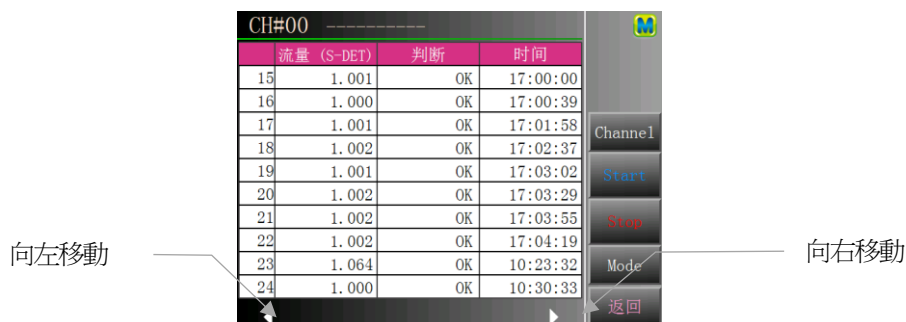 CH#00 ----------
M
流量 (S-DET) 判断 时间
15 1.001 OK 17:00:00
16 1.000 OK 17:00:39
17 1.001 OK 17:01:58
18 1.002 OK 17:02:37
19 1.001 OK 17:03:02
20 1.002 OK 17:03:29
21 1.002 OK 17:03:55
22 1.002 OK 17:04:19
23 1.064 OK 10:23:32
24 1.000 OK 10:30:33
Channel
Start
Stop
Mode
返回
向左移動
向右移動